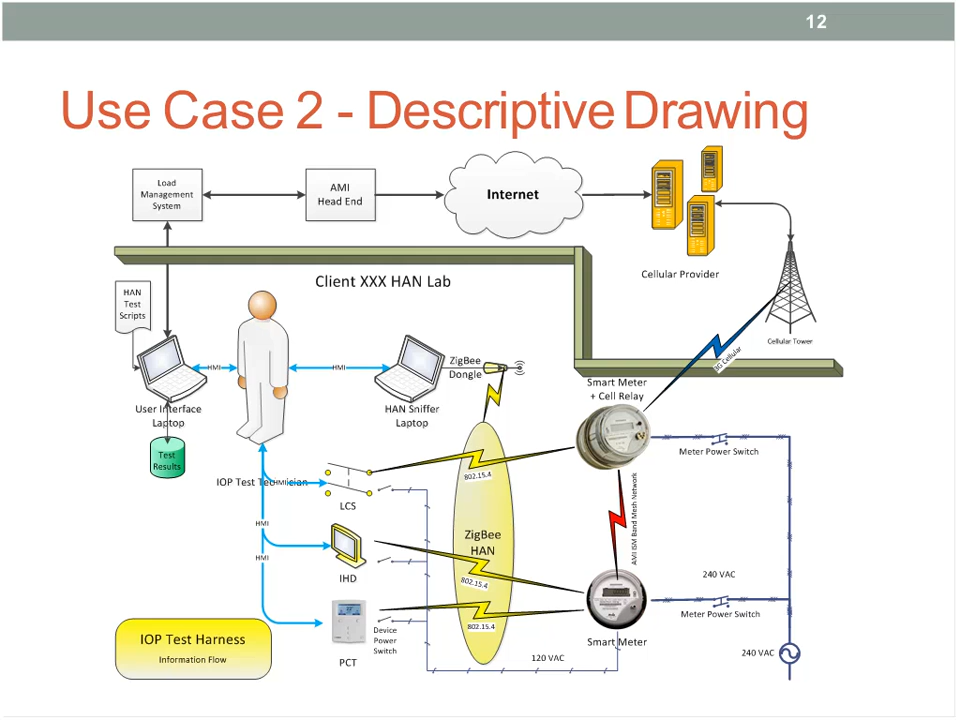 12
Use Case 2 - Descriptive Drawing
Load
Management
System
AMI
Head End
Internet
Cellular Provider
Cellular Tower
3G Cellular
Client XXX HAN Lab
HAN
Test
Scripts
HMI
HMI
ZigBee
Dongle
User Interface
Laptop
HAN Sniffer
Laptop
Smart Meter
+ Cell Relay
Test
Results
Meter Power Switch
IOP Test Technician
HMI
802.15.4
LCS
AMI ISM Band Mesh Network
HMI
ZigBee
HAN
HMI
IHD
802.15.4
240 VAC
Meter Power Switch
802.15.4
Device
Power
Switch
PCT
Smart Meter
120 VAC
240 VAC
IOP Test Harness
Information Flow